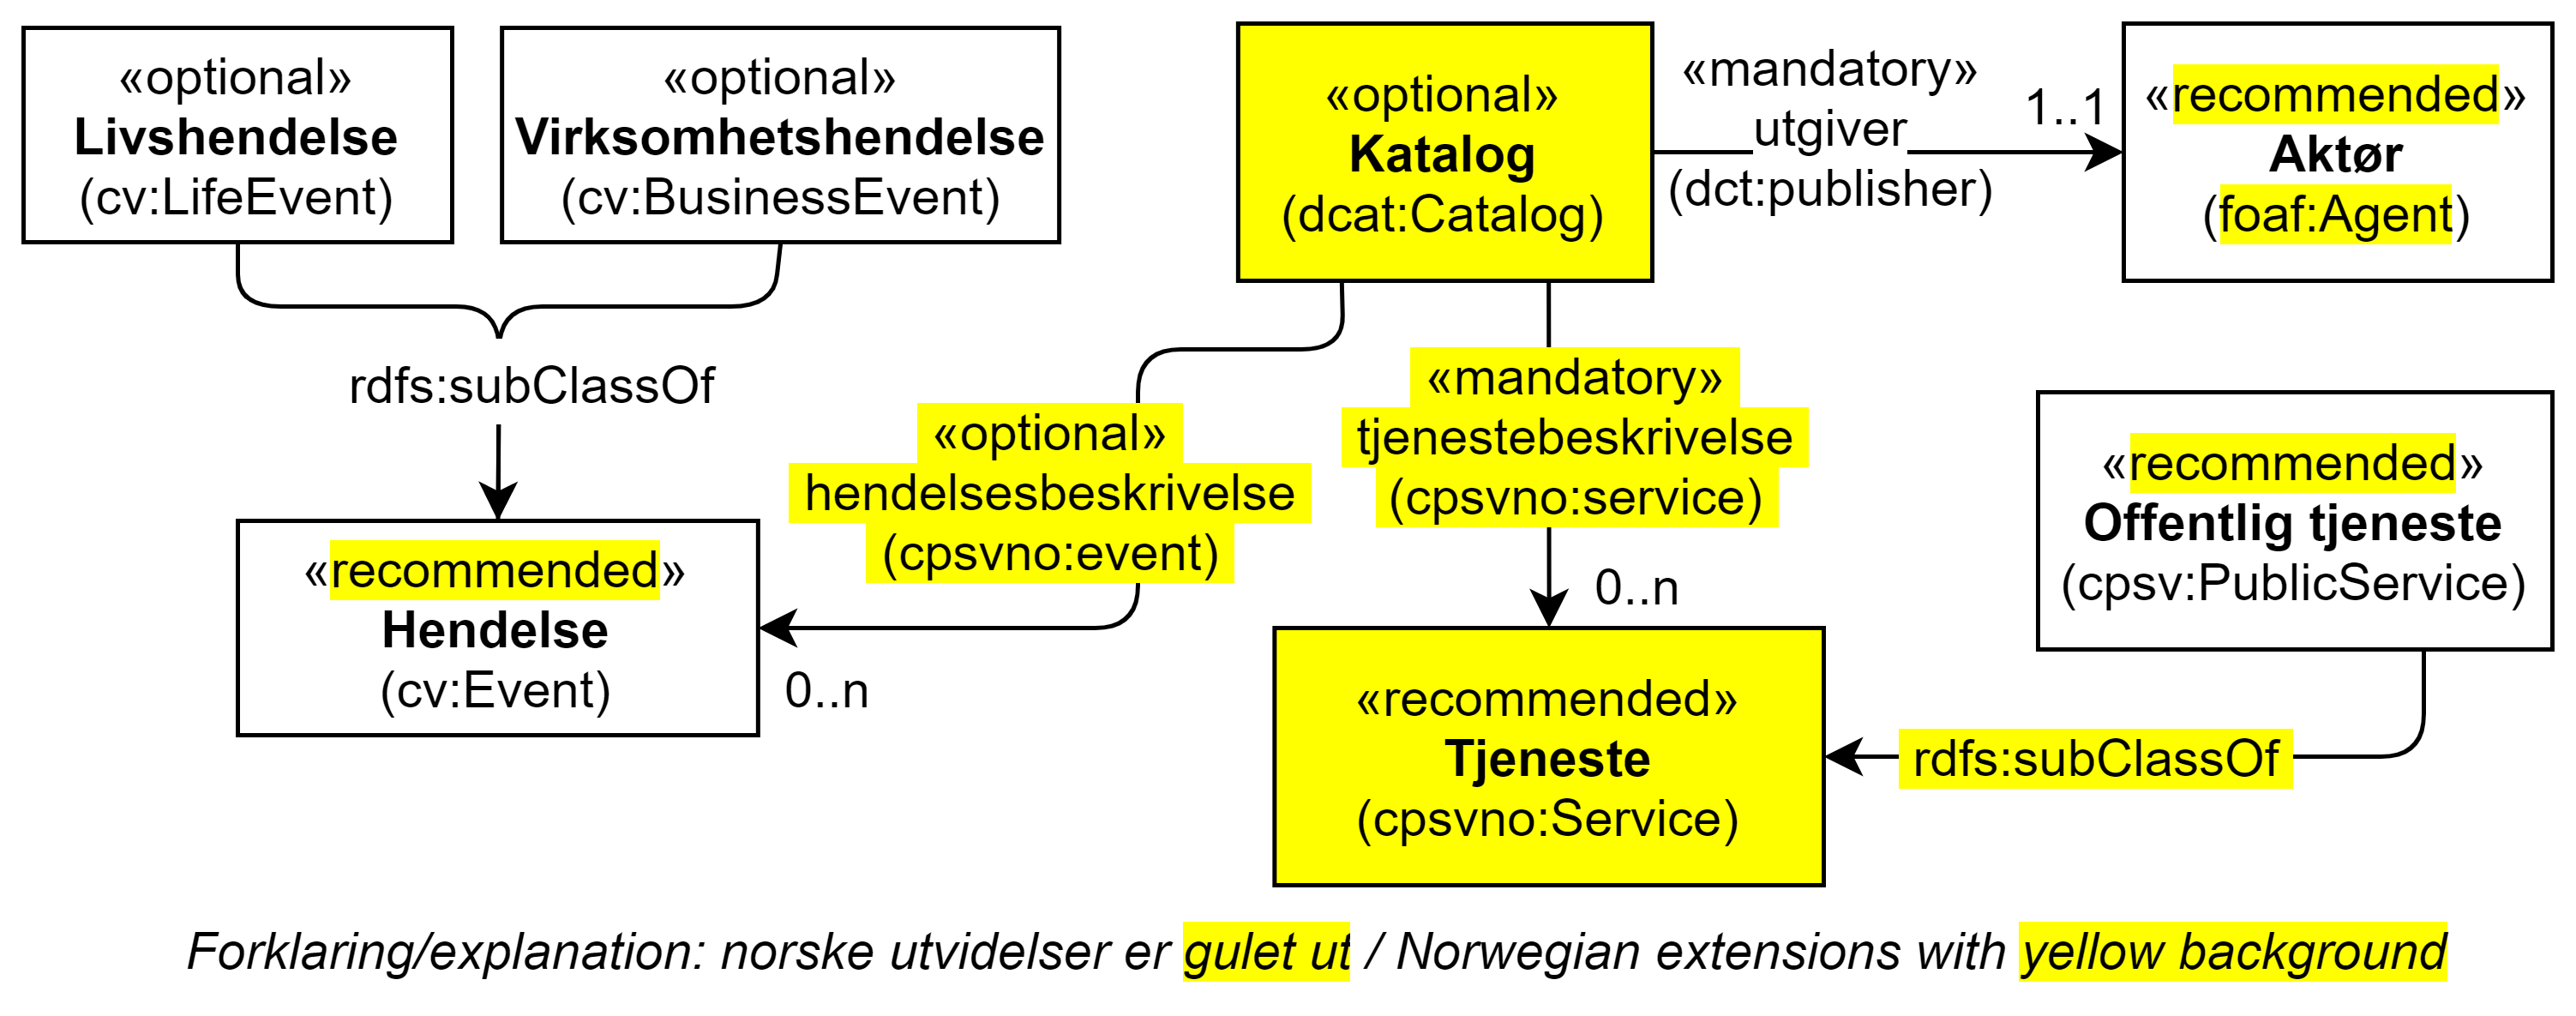 «optional»
Livshendelse
(cv:LifeEvent)
«optional»
Virksomhetshendelse
(cv:BusinessEvent)
«optional»
Katalog
(dcat:Catalog)
«mandatory»
utgiver
(dct:publisher)
1..1
«recommended»
Aktør
(foaf:Agent)
rdfs:subClassOf
«optional»
hendelsesbeskrivelse
(cpsvno:event)
0..n
«mandatory»
tjenestebeskrivelse
(cpsvno:service)
0..n
«recommended»
Offentlig tjeneste
(cpsv:PublicService)
«recommended»
Hendelse
(cv:Event)
«recommended»
Tjeneste
(cpsvno:Service)
rdfs:subClassOf
Forklaring/explanation: norske utvidelser er gulet ut / Norwegian extensions with yellow background